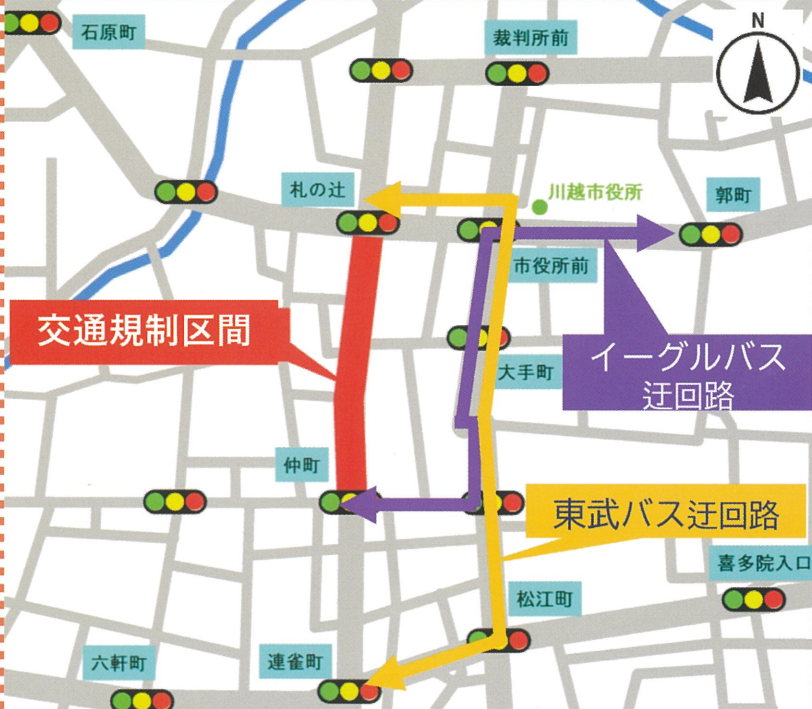 石原町
裁判所前
N
札の辻
川越市役所
郭町
市役所前
交通規制区間
イーグルバス
迂回路
大手町
仲町
東武バス迂回路
喜多院入口
松江町
六軒町
連雀町